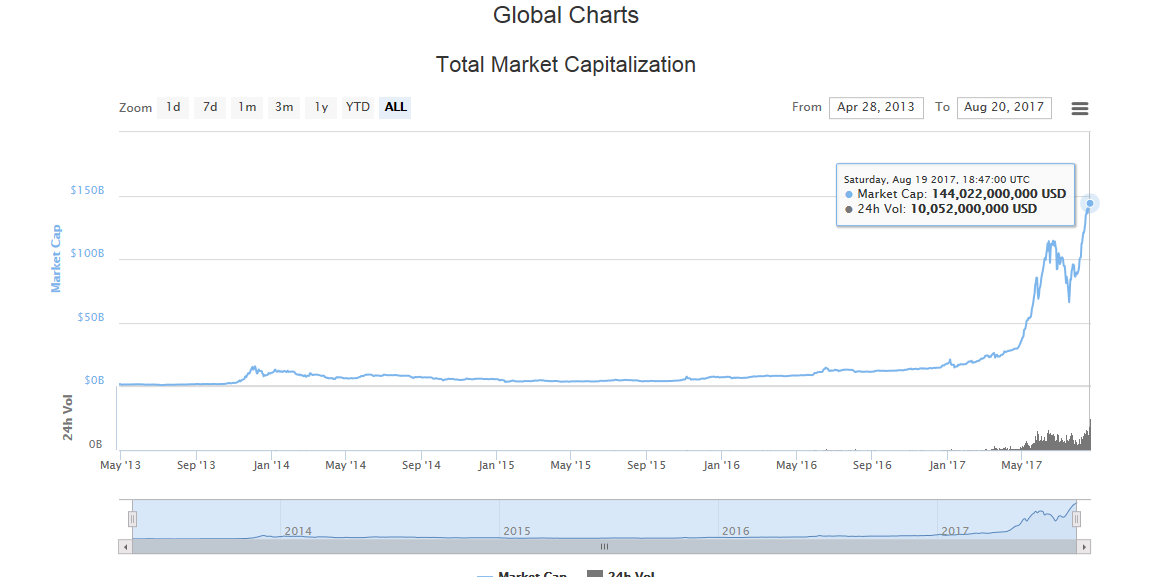 Global Charts
Total Market Capitalization
Zoom 1d 7d 1m 3m 1y YTD ALL
From Apr 28, 2013 To Aug 20, 2017
Saturday, Aug 19 2017, 18:47:00 UTC
Market Cap: 144,022,000,000 USD
24h Vol: 10,052,000,000 USD
$150B
$100B
$50B
$0B
Market Cap
24h Vol
0B
May '13 Sep '13 Jan '14 May '14 Sep '14 Jan '15 May '15 Sep '15 Jan '16 May '16 Sep '16 Jan '17 May '17
2014 2015 2016 2017
Market Cap 24h Vol